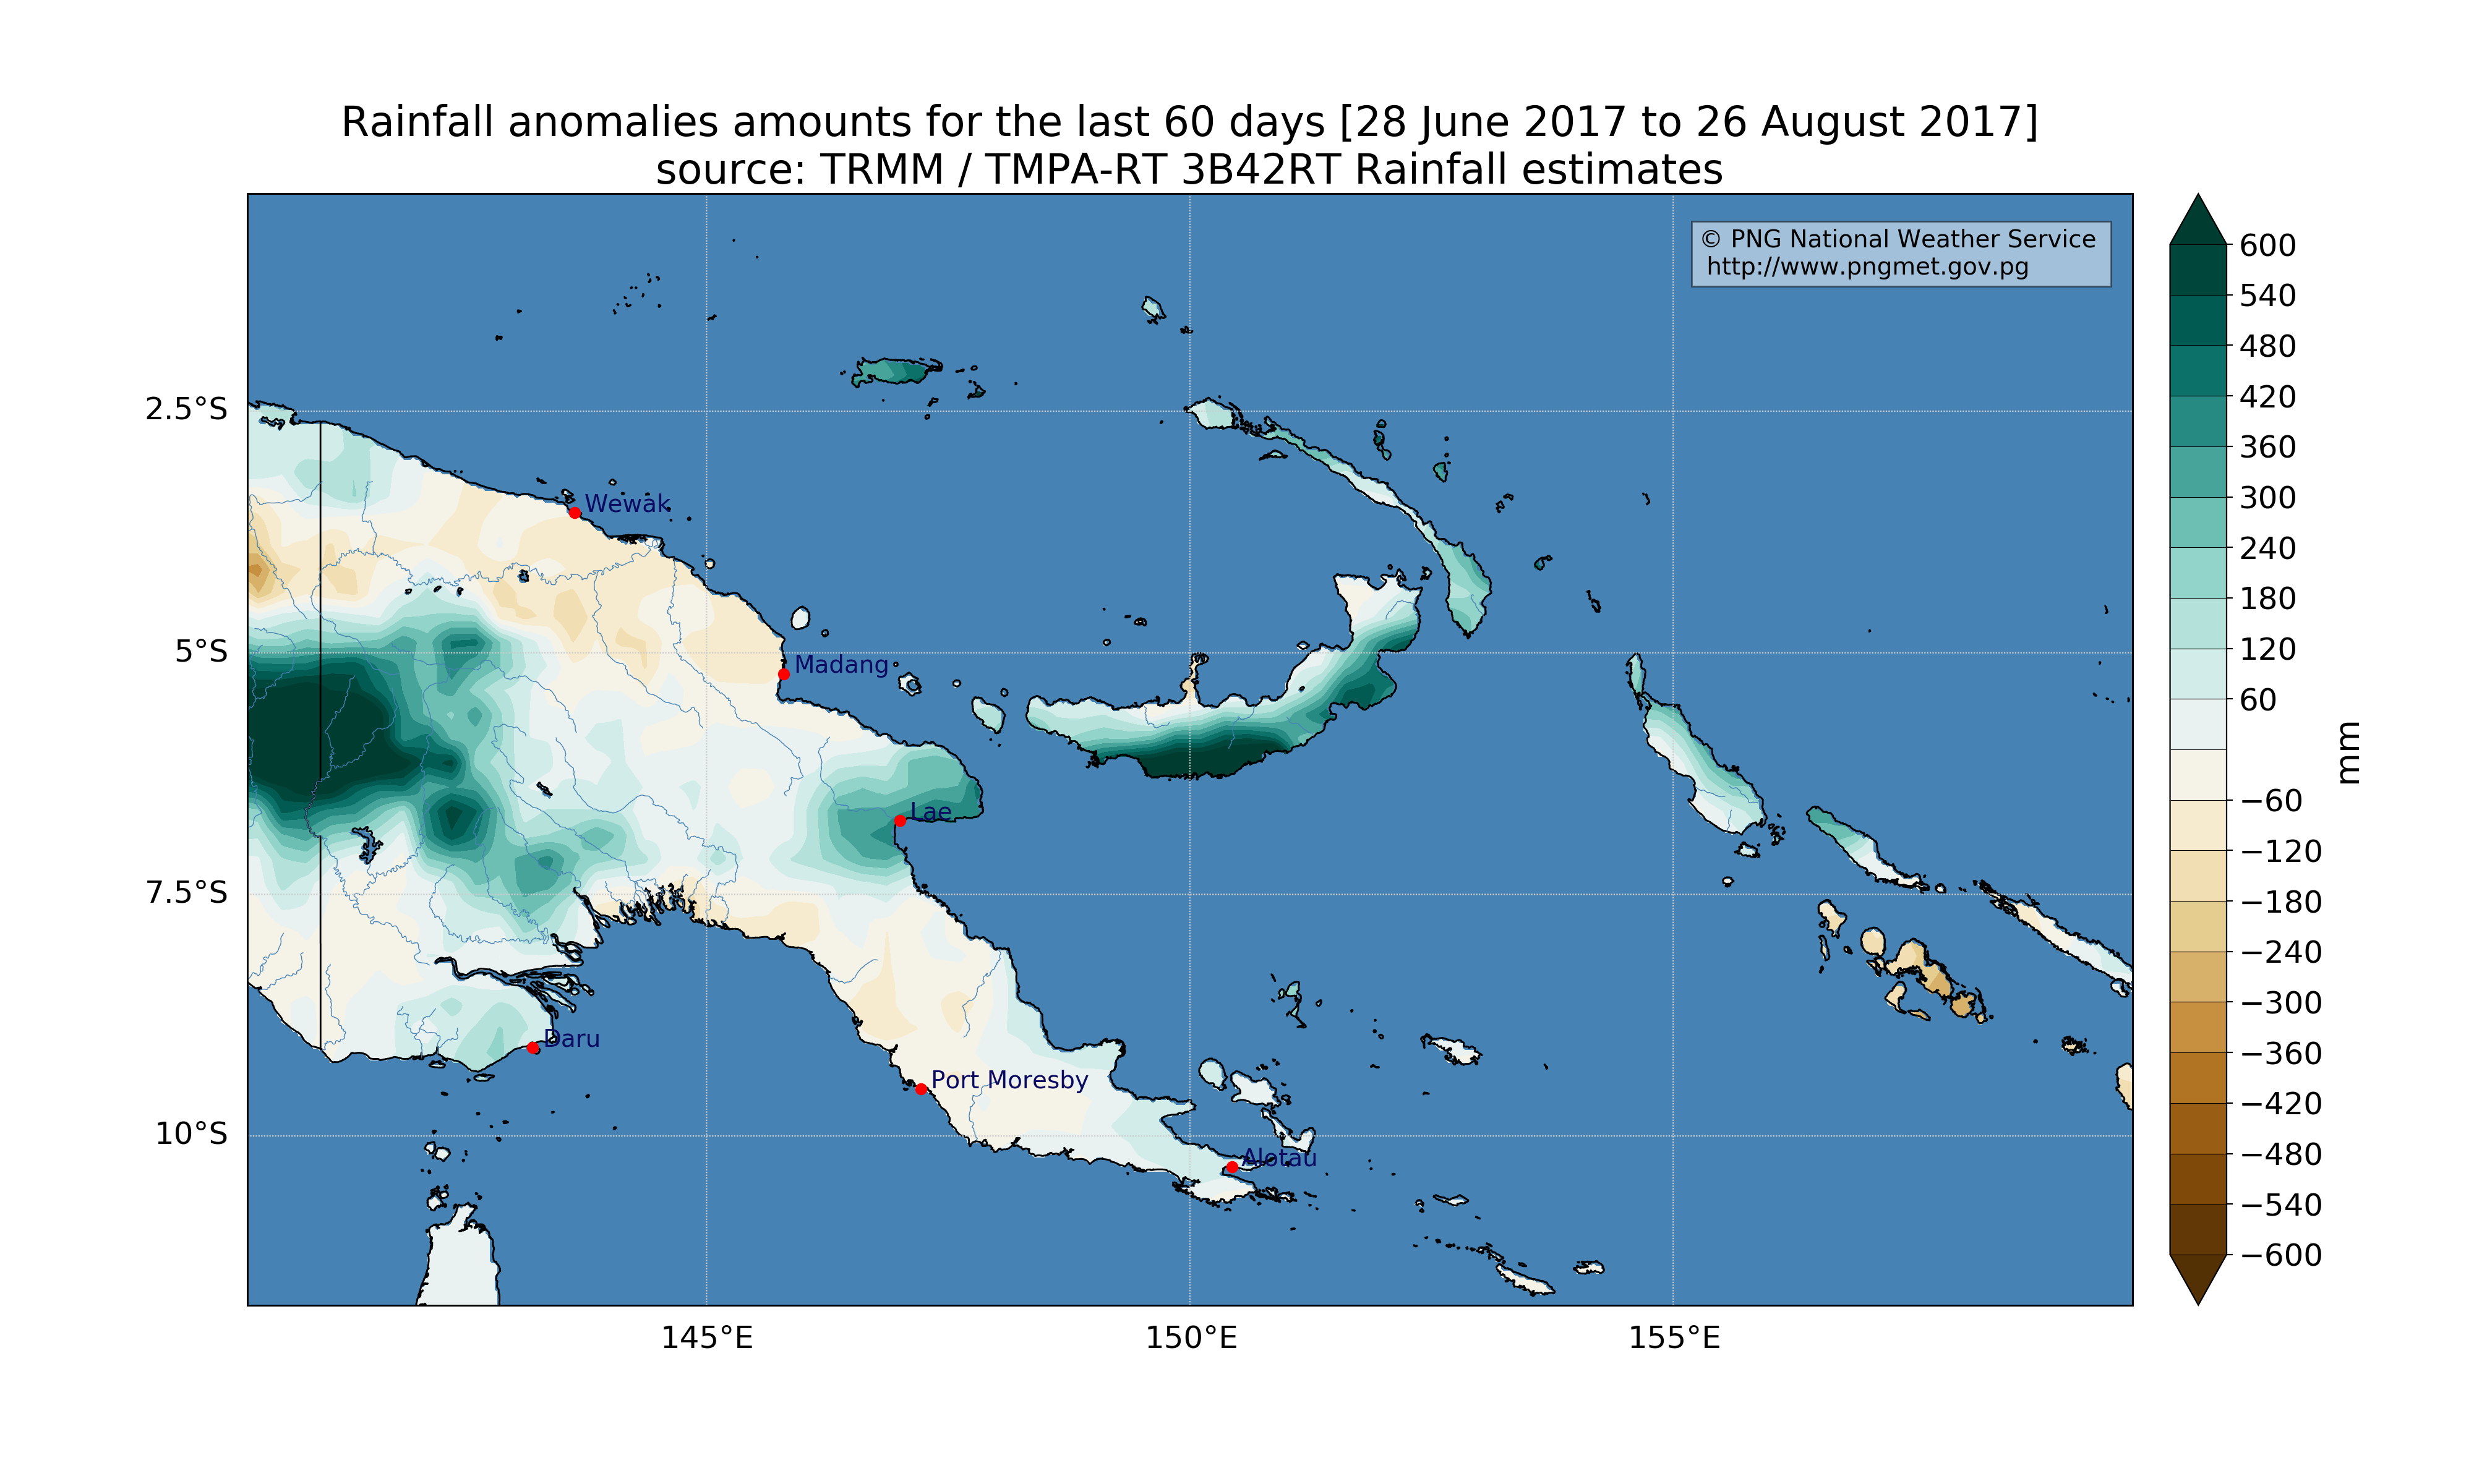 Rainfall anomalies amounts for the last 60 days [28 June 2017 to 26 August 2017]
source: TRMM / TMPA-RT 3B42RT Rainfall estimates
© PNG National Weather Service
http://www.pngmet.gov.pg
2.5°S
5°S
7.5°S
10°S
Wewak
Madang
Lae
Daru
Port Moresby
Alotau
145°E
150°E
155°E
600
540
480
420
360
300
240
180
120
60
−60
−120
−180
−240
−300
−360
−420
−480
−540
−600
mm